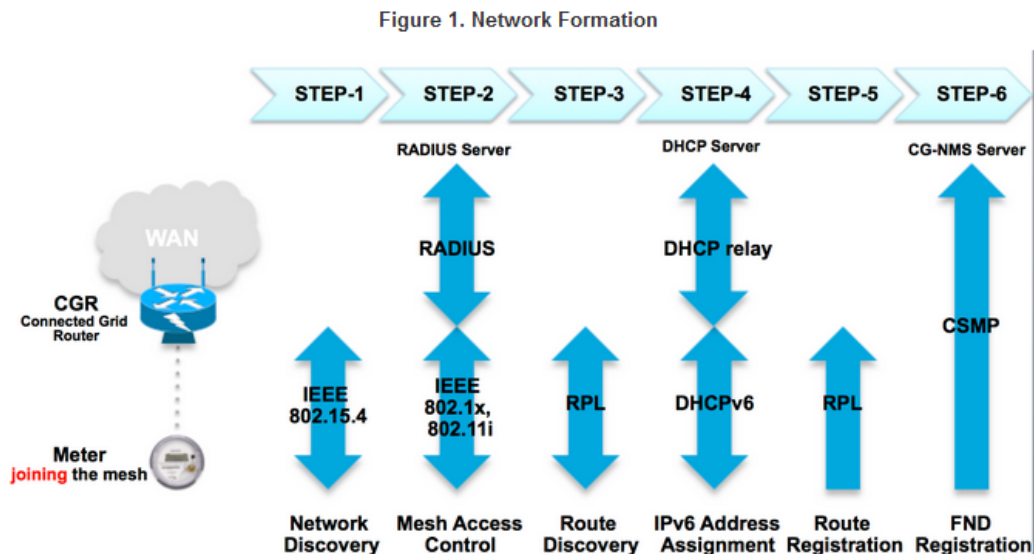 Figure 1. Network Formation
STEP-1
STEP-2
STEP-3
STEP-4
STEP-5
STEP-6
RADIUS Server
DHCP Server
CG-NMS Server
WAN
RADIUS
DHCP relay
CGR
Connected Grid
Router
CSMP
IEEE
802.15.4
IEEE
802.1x,
802.11i
RPL
DHCPv6
RPL
Meter
joining the mesh
Network
Discovery
Mesh Access
Control
Route
Discovery
IPv6 Address
Assignment
Route
Registration
FND
Registration